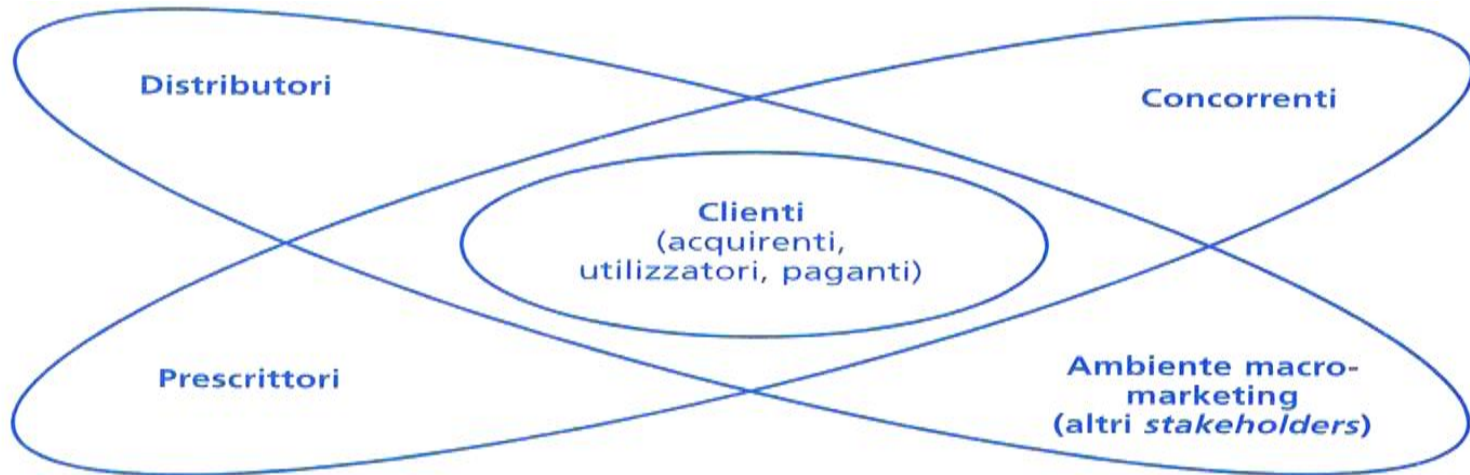 Distributori
Concorrenti
Clienti
(acquirenti,
utilizzatori, paganti)
Prescrittori
Ambiente macro-
marketing
(altri stakeholders)